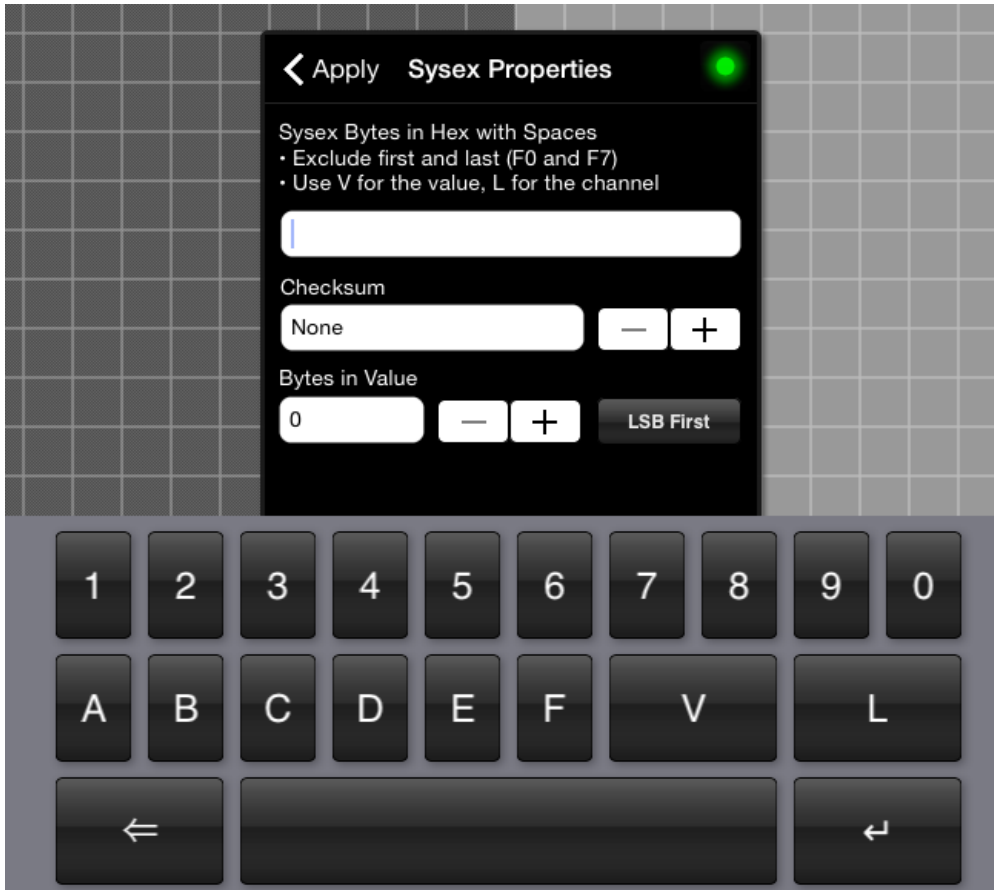 Apply Sysex Properties
Sysex Bytes in Hex with Spaces
• Exclude first and last (F0 and F7)
• Use V for the value, L for the channel
Checksum
None − +
Bytes in Value
0 − + LSB First
1 2 3 4 5 6 7 8 9 0
A B C D E F V L
⇐ ↵